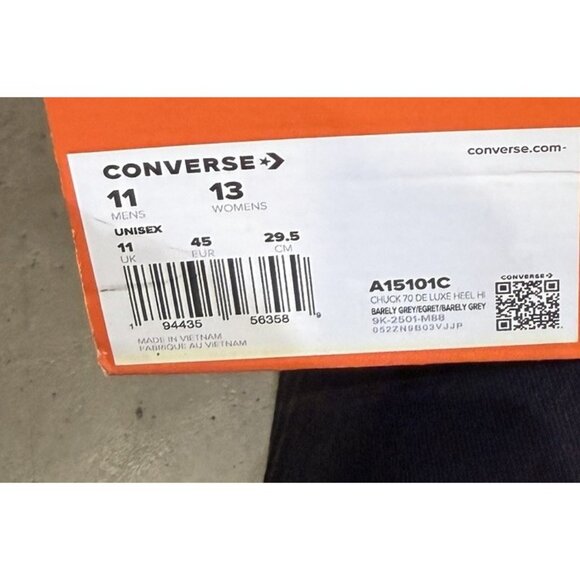 CONVERSE
converse.com-
11 13
MENS WOMENS
UNISEX
11 45 29.5
UK EUR CM
1 94435 56358 9
MADE IN VIETNAM
FABRIQUÉ AU VIETNAM
CONVERSE
A15101C
CHUCK 70 DE LUXE HEEL HI
BARELY GREY/EGRET/BARELY GREY
9K-2501-M88
052ZN9B03VJJP